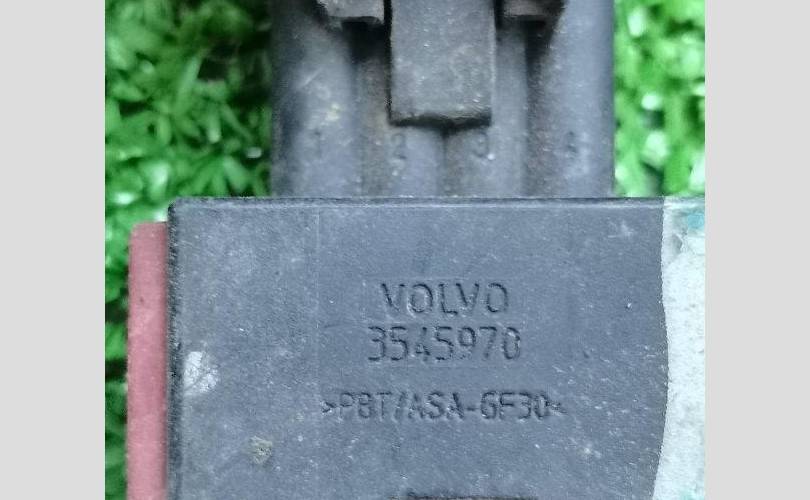 1 2 3 4
VOLVO
3545970
>PBT/ASA-GF30<